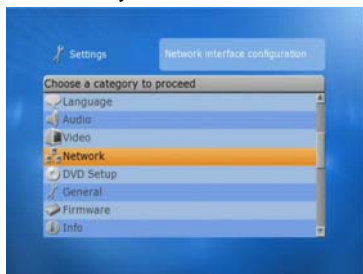 Settings
Network interface configuration
Choose a category to proceed
Language
Audio
Video
Network
DVD Setup
General
Firmware
Info